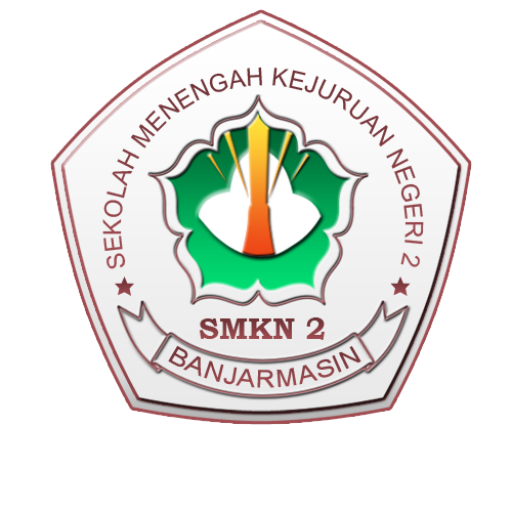 SEKOLAH MENENGAH KEJURUAN NEGERI 2
SMKN 2
BANJARMASIN